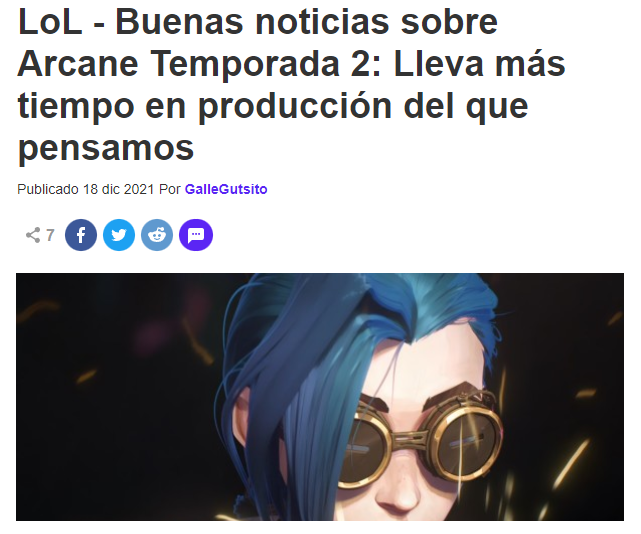 LoL - Buenas noticias sobre
Arcane Temporada 2: Lleva más
tiempo en producción del que
pensamos
Publicado 18 dic 2021 Por GalleGutsito
7